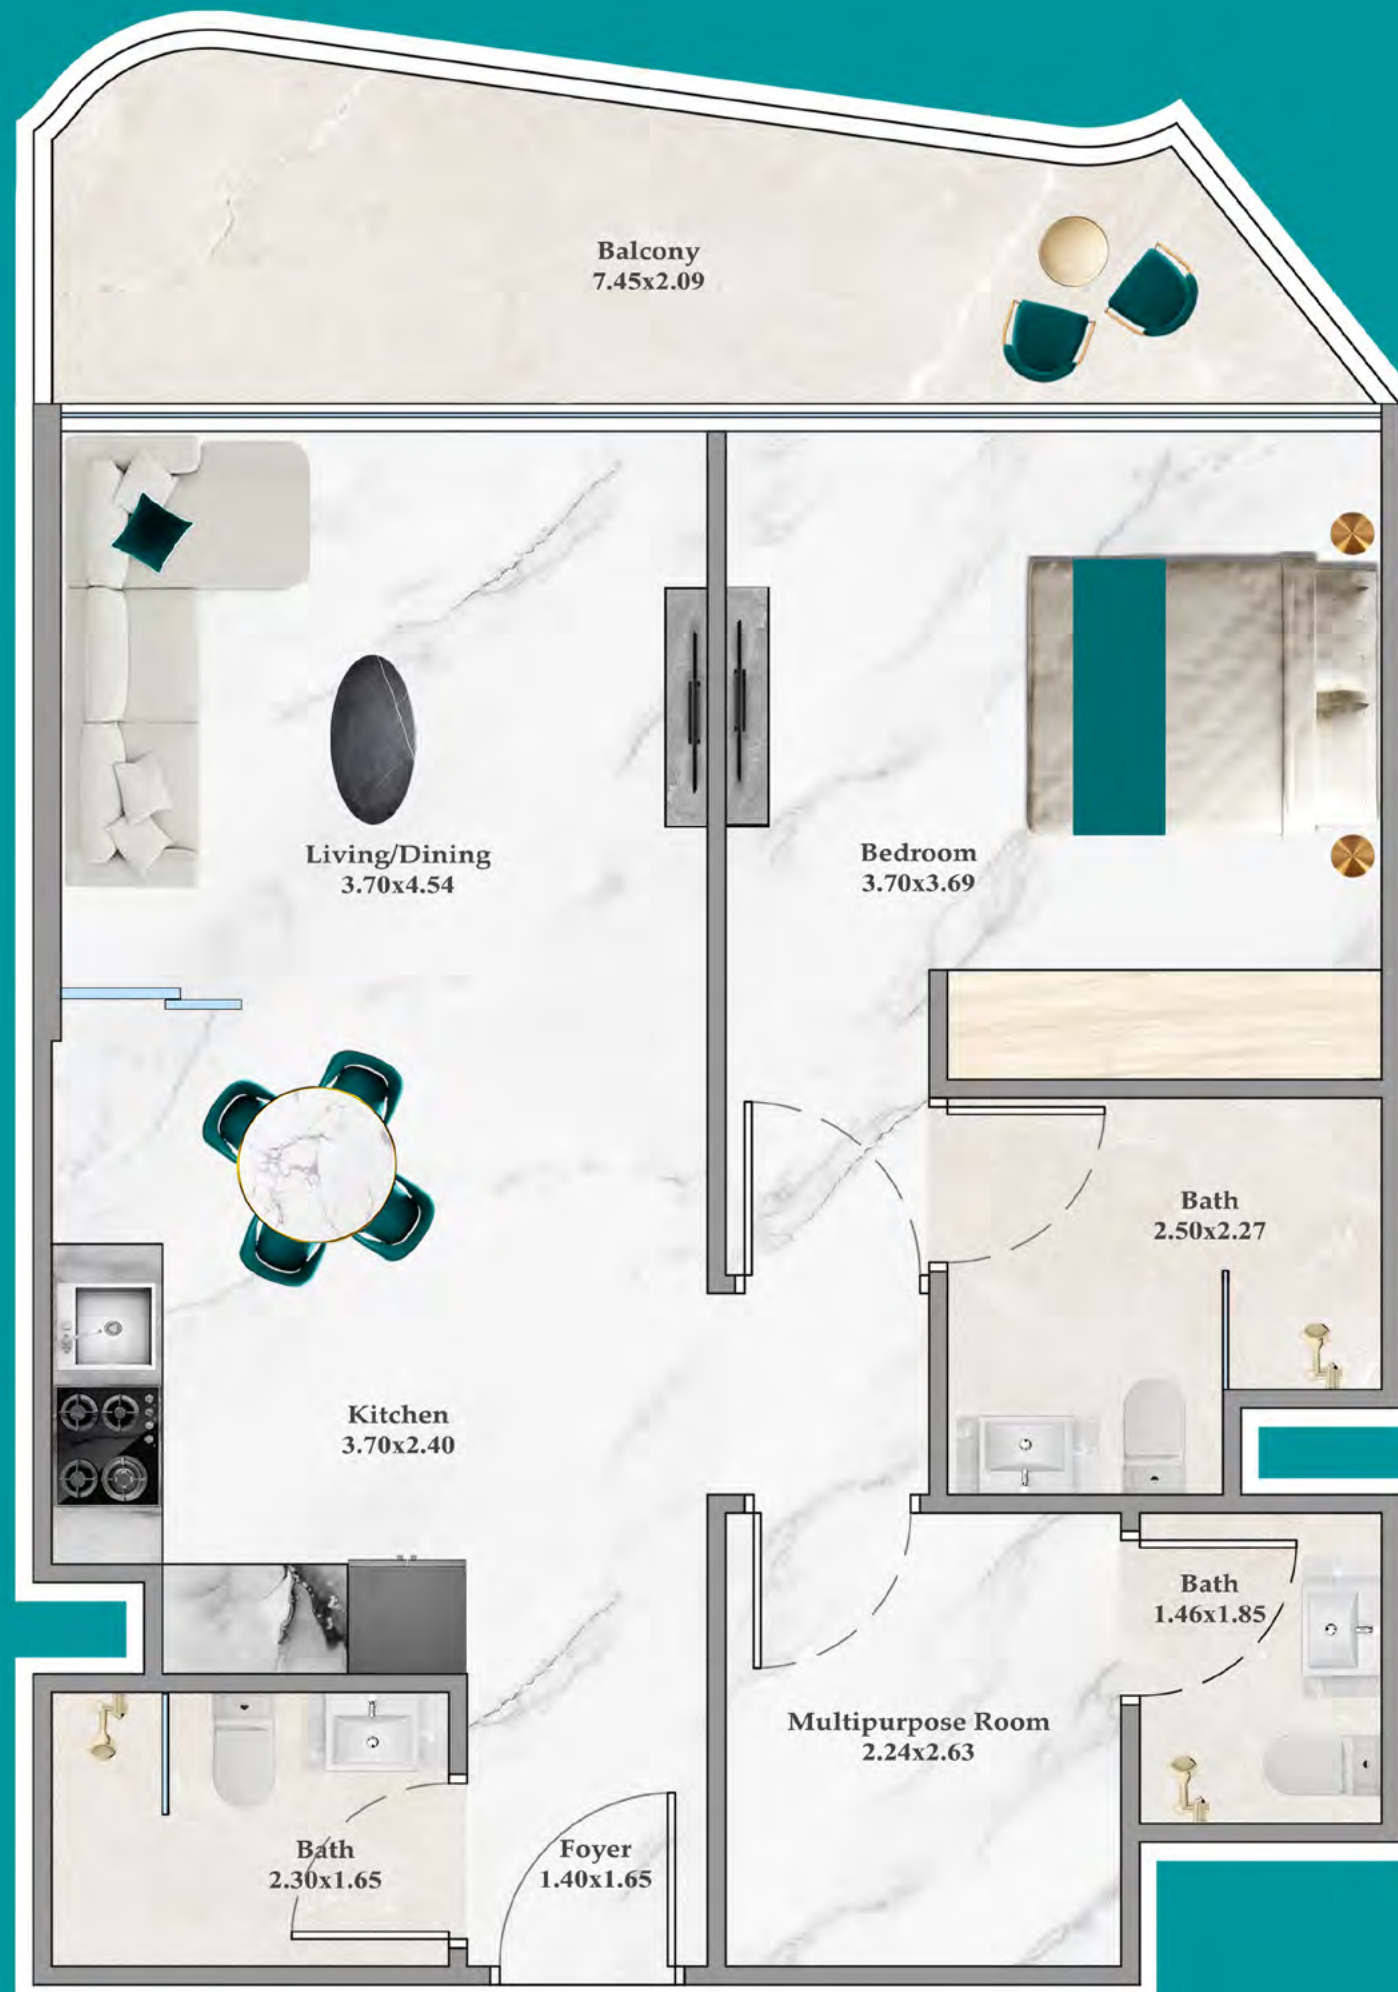 Balcony
7.45x2.09
Living/Dining
3.70x4.54
Bedroom
3.70x3.69
Bath
2.50x2.27
Kitchen
3.70x2.40
Bath
1.46x1.85
Multipurpose Room
2.24x2.63
Bath
2.30x1.65
Foyer
1.40x1.65